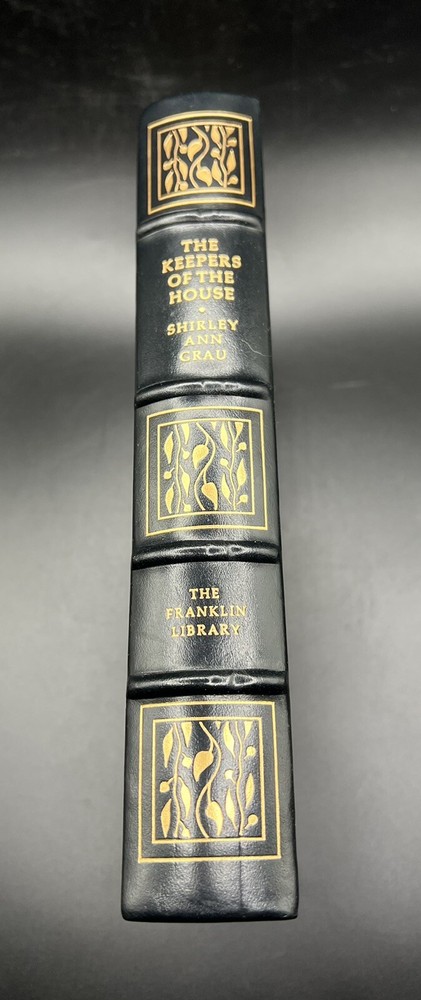 THE
KEEPERS
OF THE
HOUSE
•
SHIRLEY
ANN
GRAU
THE
FRANKLIN
LIBRARY